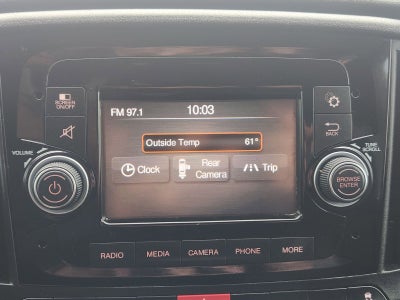 SCREEN
ON/OFF
FM 97.1
10:03
Outside Temp 61°
Clock
Rear
Camera
Trip
BACK
VOLUME
TUNE
SCROLL
BROWSE
ENTER
RADIO
MEDIA
CAMERA
PHONE
MORE